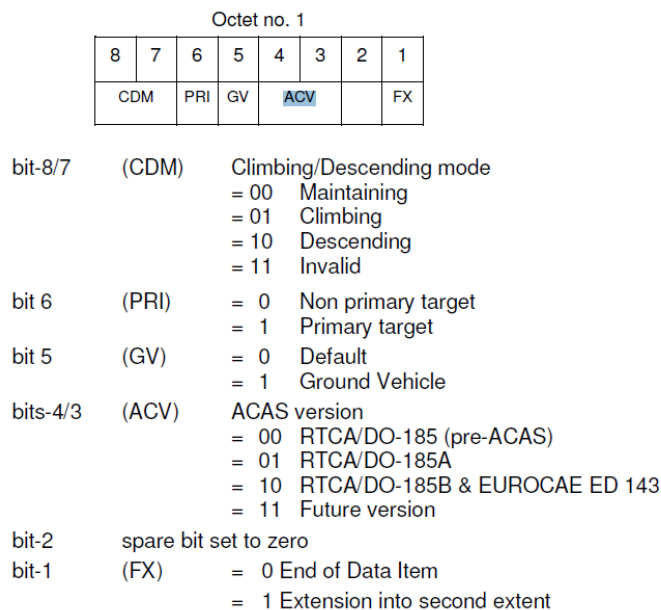 Octet no. 1
8 7 6 5 4 3 2 1
CDM PRI GV ACV FX
bit-8/7 (CDM) Climbing/Descending mode
= 00 Maintaining
= 01 Climbing
= 10 Descending
= 11 Invalid
bit 6 (PRI) = 0 Non primary target
= 1 Primary target
bit 5 (GV) = 0 Default
= 1 Ground Vehicle
bits-4/3 (ACV) ACAS version
= 00 RTCA/DO-185 (pre-ACAS)
= 01 RTCA/DO-185A
= 10 RTCA/DO-185B & EUROCAE ED 143
= 11 Future version
bit-2 spare bit set to zero
bit-1 (FX) = 0 End of Data Item
= 1 Extension into second extent